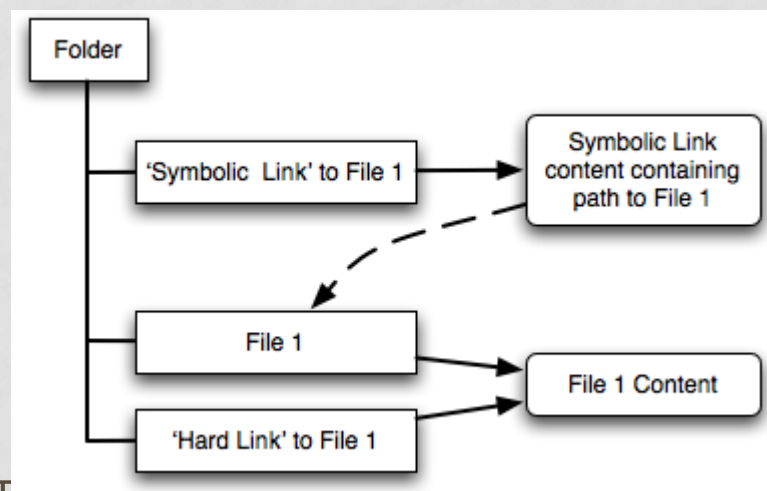 Folder
‘Symbolic Link’ to File 1
Symbolic Link
content containing
path to File 1
File 1
File 1 Content
‘Hard Link’ to File 1